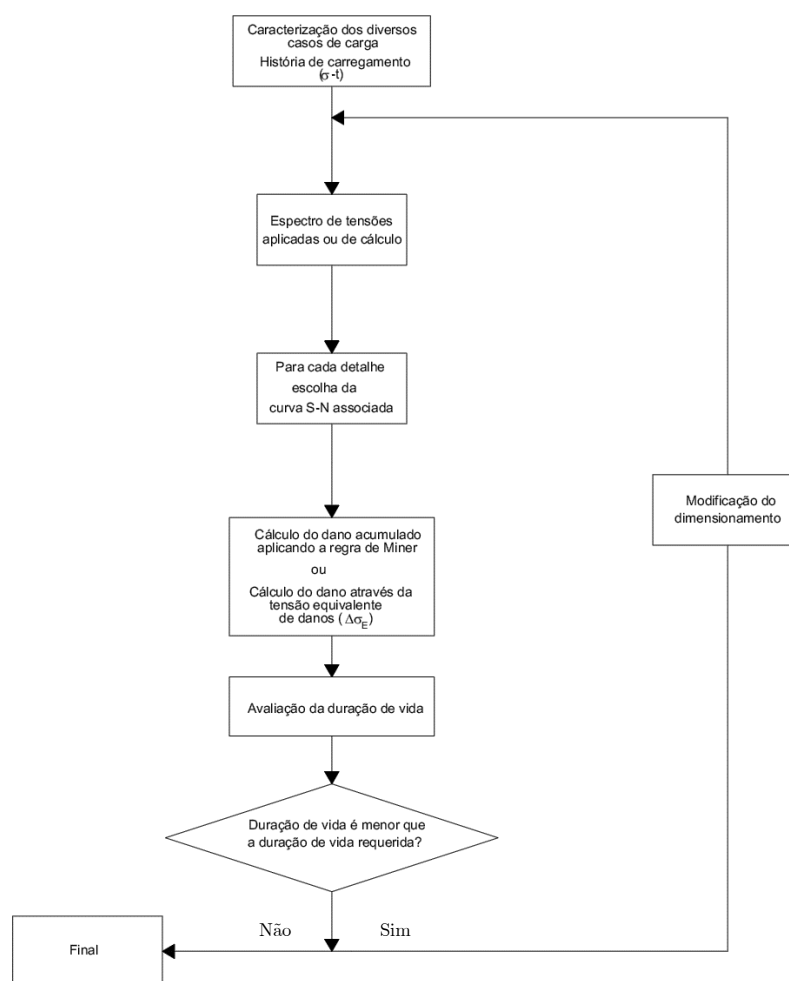 Caracterização dos diversos
casos de carga
História de carregamento
(σ-t)
Espectro de tensões
aplicadas ou de cálculo
Para cada detalhe
escolha da
curva S-N associada
Cálculo do dano acumulado
aplicando a regra de Miner
ou
Cálculo do dano através da
tensão equivalente
de danos (Δσ_E)
Avaliação da duração de vida
Duração de vida é menor que
a duração de vida requerida?
Não
Sim
Final
Modificação do
dimensionamento